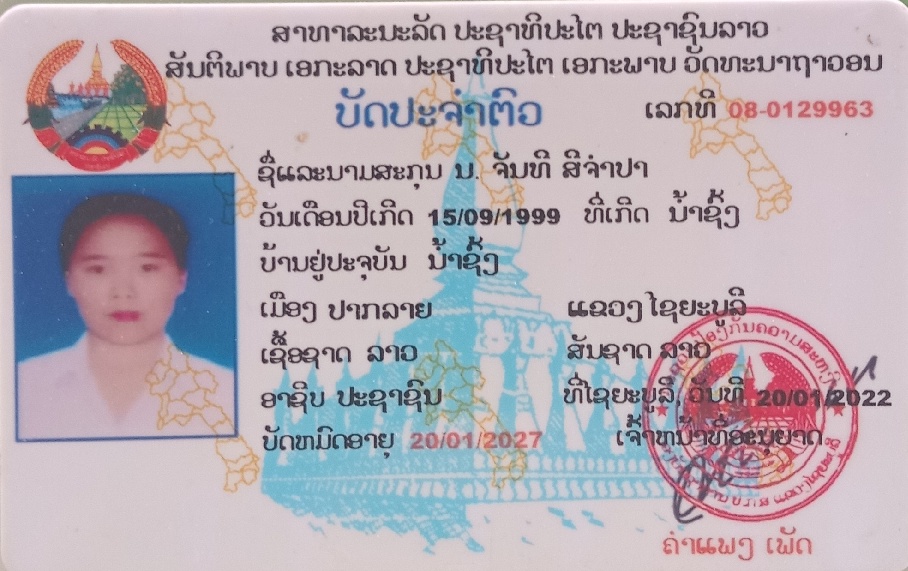 ສາທາລະນະລັດ ປະຊາທິປະໄຕ ປະຊາຊົນລາວ
ສັນຕິພາບ ເອກະລາດ ປະຊາທິປະໄຕ ເອກະພາບ ວັດທະນາຖາວອນ
ບັດປະຈຳຕົວ ເລກທີ 08-0129963
ຊື່ແລະນາມສະກຸນ ນ. ຈັນທີ ສີຈຳປາ
ວັນເດືອນປີເກີດ 15/09/1999 ທີ່ເກີດ ນ້ຳຊົ້ງ
ບ້ານຢູ່ປະຈຸບັນ ນ້ຳຊົ້ງ
ເມືອງ ປາກລາຍ ແຂວງ ໄຊຍະບູລີ
ເຊື້ອຊາດ ລາວ ສັນຊາດ ລາວ
ອາຊີບ ປະຊາຊົນ ທີ່ໄຊຍະບູລີ, ວັນທີ 20/01/2022
ບັດຫມົດອາຍຸ 20/01/2027 ເຈົ້າຫນ້າທີ່ອະນຸຍາດ
ຄຳແພງ ເພັດ